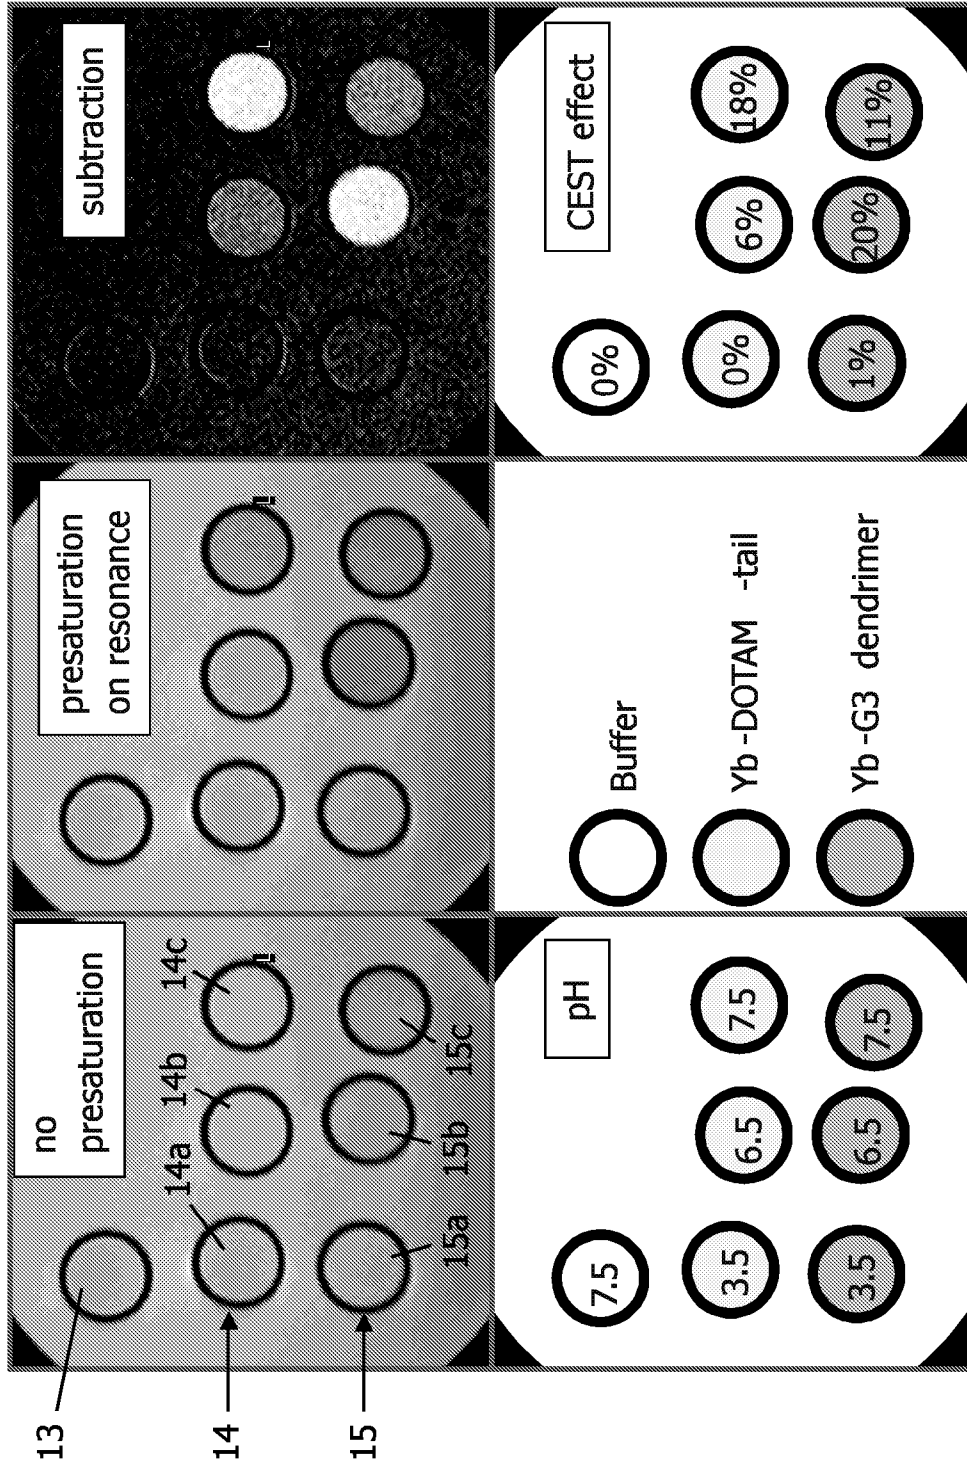 no
presaturation
13
14
15
14a
14b
14c
15a
15b
15c
presaturation
on resonance
subtraction
L
pH
7.5
3.5
6.5
7.5
3.5
6.5
7.5
Buffer
Yb -DOTAM -tail
Yb -G3 dendrimer
CEST effect
0%
0%
6%
18%
1%
20%
11%